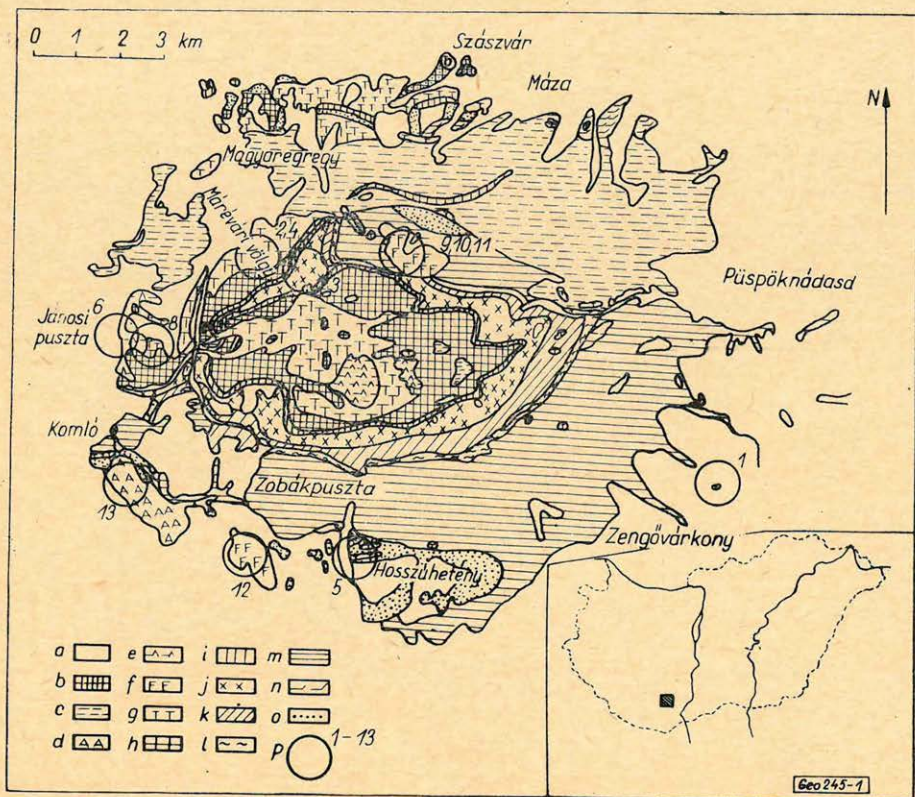 0 1 2 3 km
Szászvár
Máza
N
Magyaregregy
Márévári völgy
2,4
9,10,11
Püspöknádasd
3
6
Jánosi
puszta
8
Komló
1
13
Zobákpuszta
Zengővárkony
12
5
Hosszúhetény
a e i m
b f j n
c g k o
d h l p 1-13
Geo 245-1